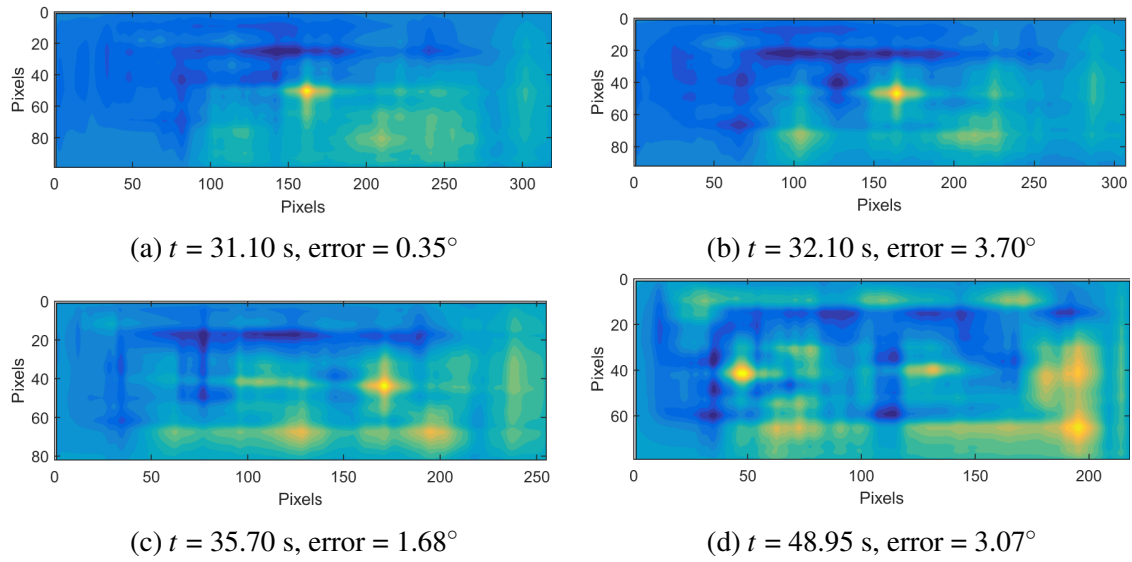 0
20
40
60
80
Pixels
0 50 100 150 200 250 300
Pixels
(a) t = 31.10 s, error = 0.35°
0
20
40
60
80
Pixels
0 50 100 150 200 250 300
Pixels
(b) t = 32.10 s, error = 3.70°
0
20
40
60
80
Pixels
0 50 100 150 200 250
Pixels
(c) t = 35.70 s, error = 1.68°
0
20
40
60
Pixels
0 50 100 150 200
Pixels
(d) t = 48.95 s, error = 3.07°